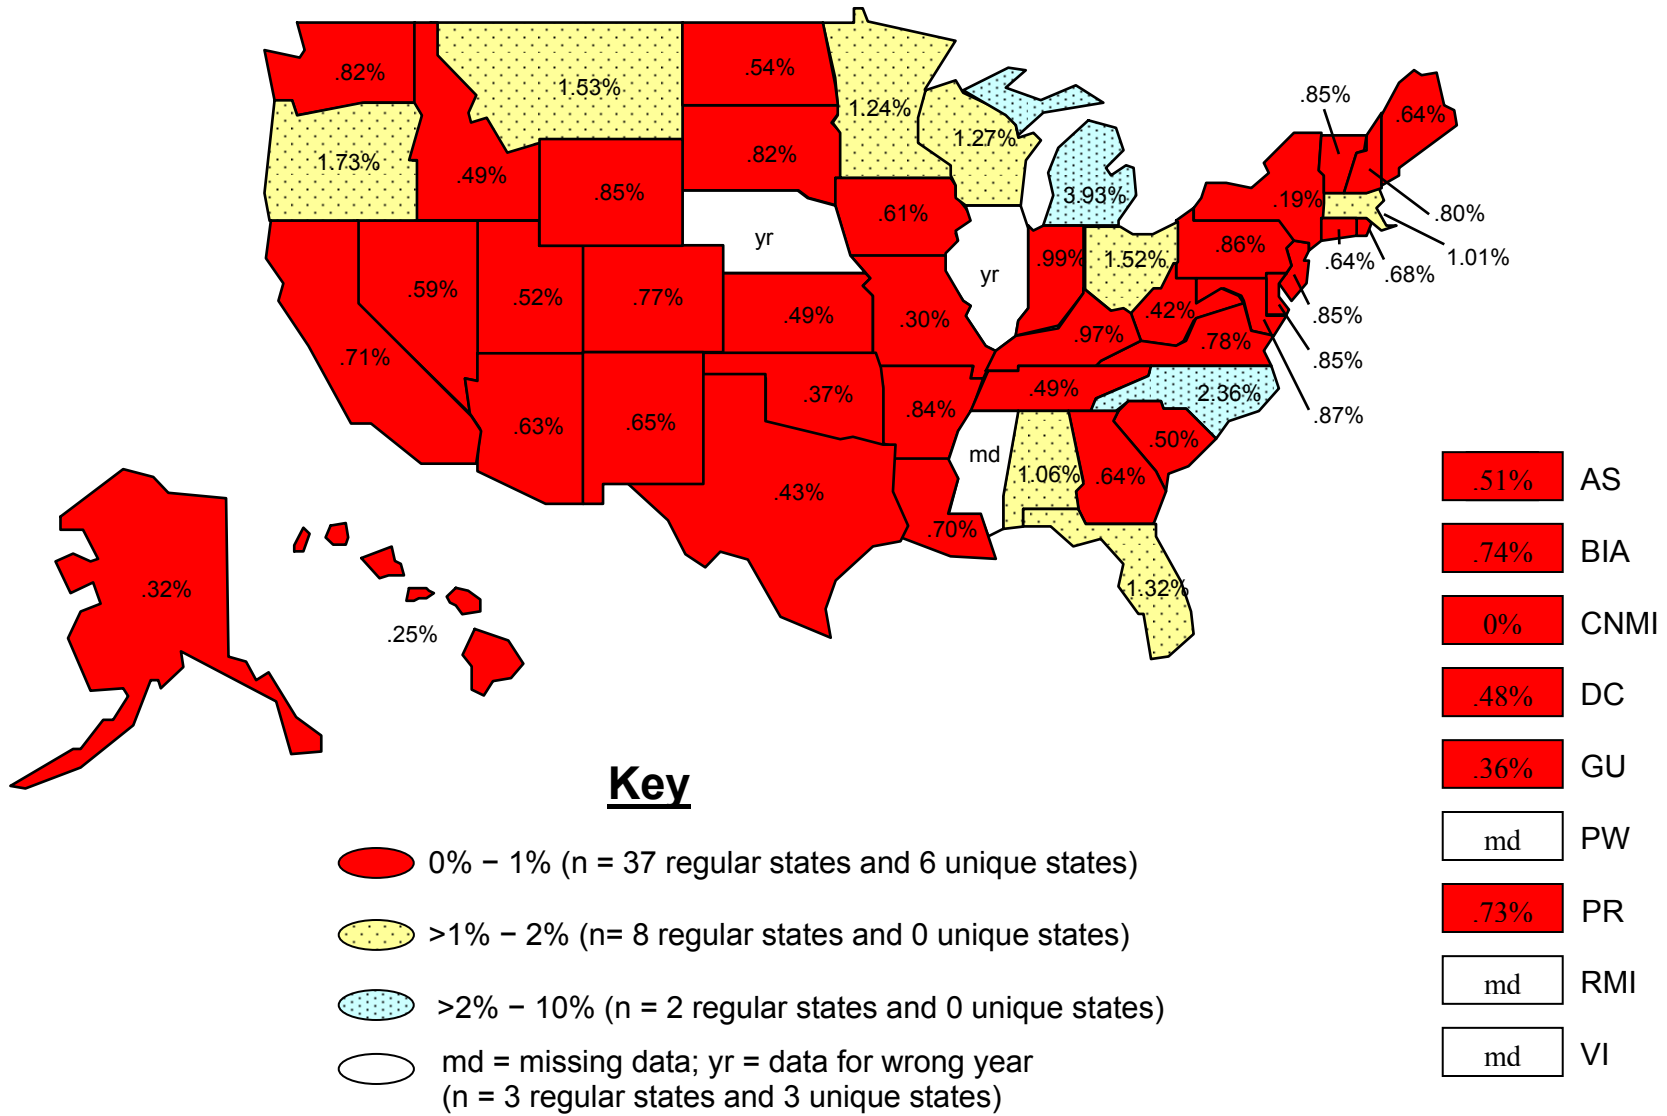 .82%
1.53%
.54%
1.24%
1.27%
3.93%
.85%
.64%
1.73%
.49%
.85%
.82%
.61%
.19%
.80%
1.01%
.64%
.68%
yr
yr
.99%
1.52%
.86%
.85%
.85%
.87%
.59%
.52%
.77%
.49%
.30%
.97%
.42%
.78%
.71%
.63%
.65%
.37%
.84%
.49%
2.36%
.43%
md
1.06%
.64%
.50%
.70%
1.32%
.32%
.25%
.51% AS
.74% BIA
0% CNMI
.48% DC
.36% GU
md PW
.73% PR
md RMI
md VI
Key
0% − 1% (n = 37 regular states and 6 unique states)
>1% − 2% (n= 8 regular states and 0 unique states)
>2% − 10% (n = 2 regular states and 0 unique states)
md = missing data; yr = data for wrong year
(n = 3 regular states and 3 unique states)